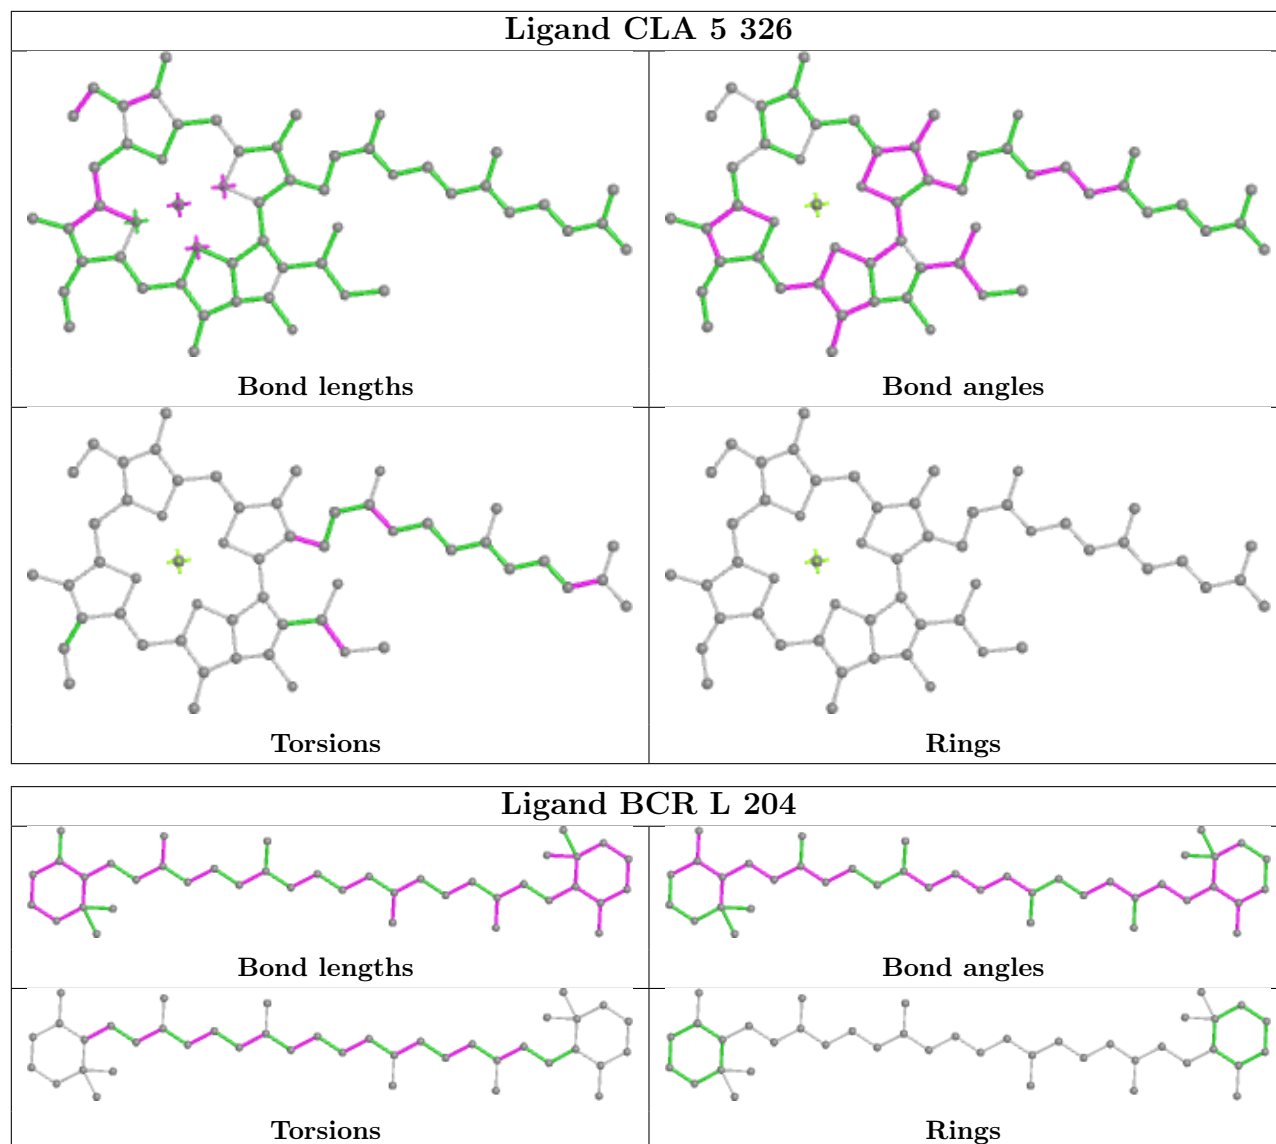 Ligand CLA 5 326
Bond lengths
Bond angles
Torsions
Rings
Ligand BCR L 204
Bond lengths
Bond angles
Torsions
Rings